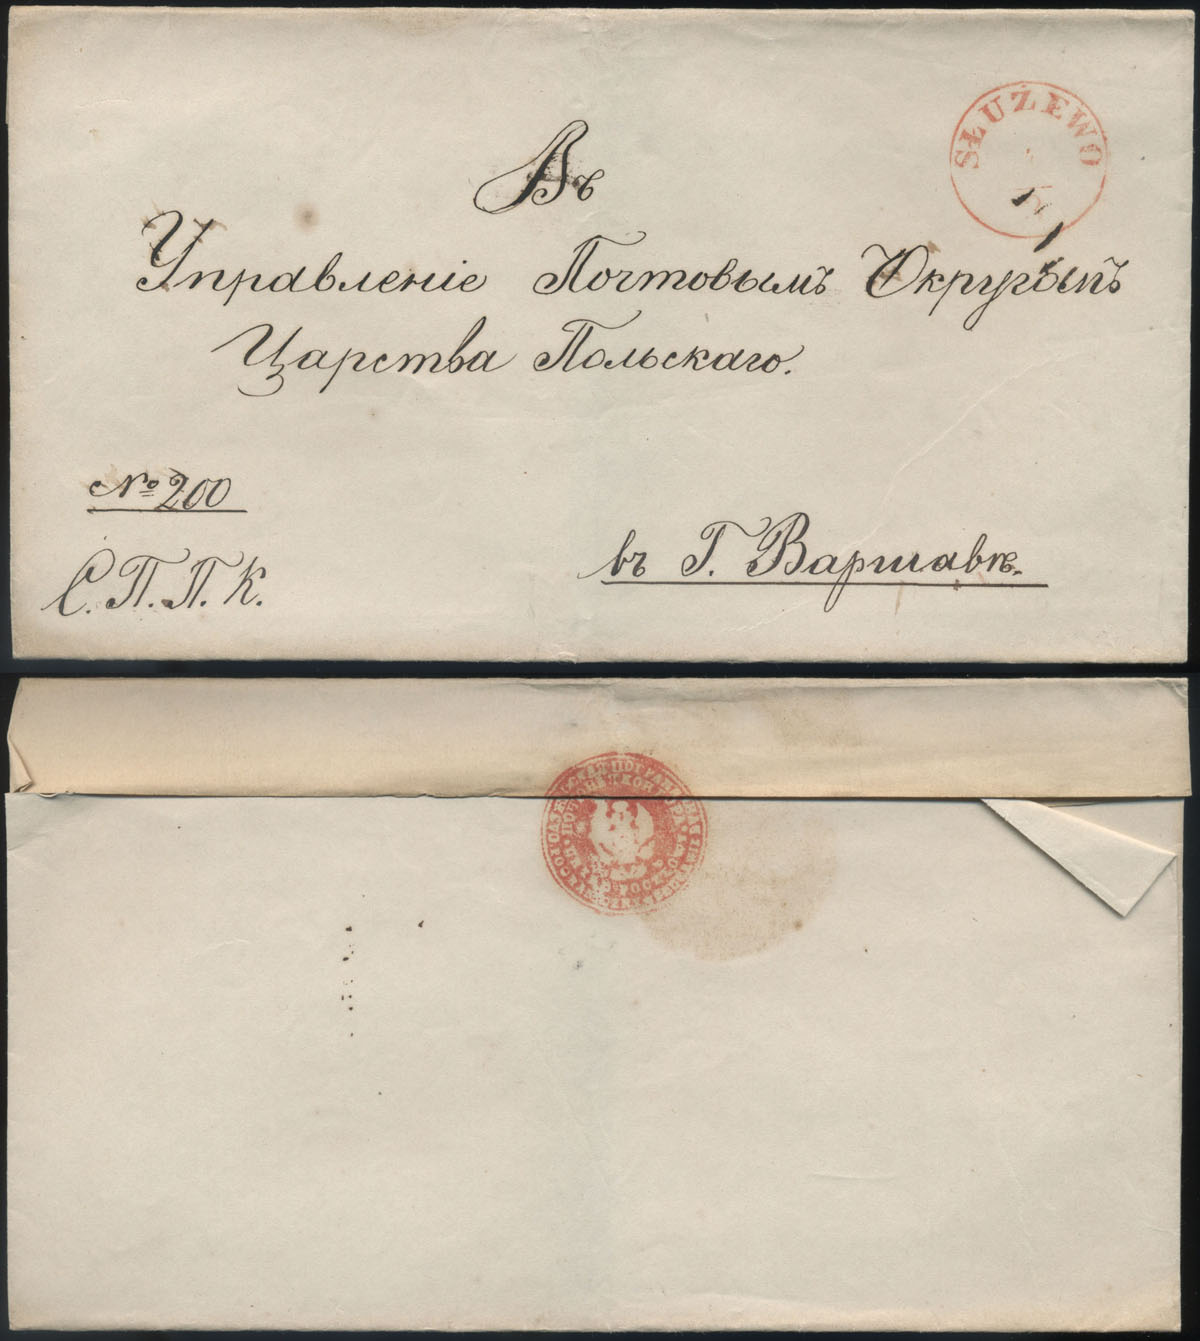 SŁUŻEWO
Въ
Управленіе Почтовымъ Округомъ
Царства Польскаго.
№ 200
С. П. П. К.
въ Г. Варшавѣ.